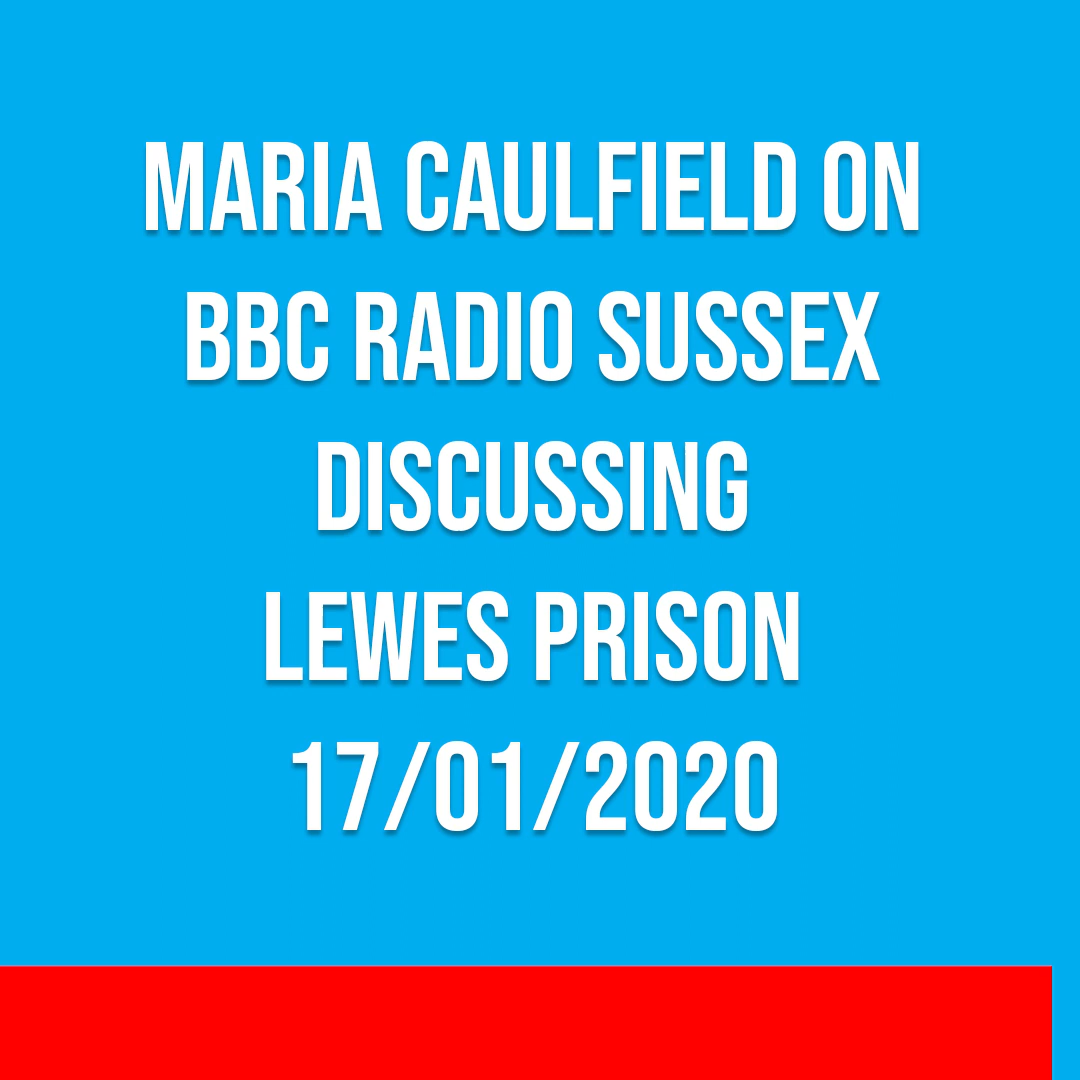 MARIA CAULFIELD ON
BBC RADIO SUSSEX
DISCUSSING
LEWES PRISON
17/01/2020